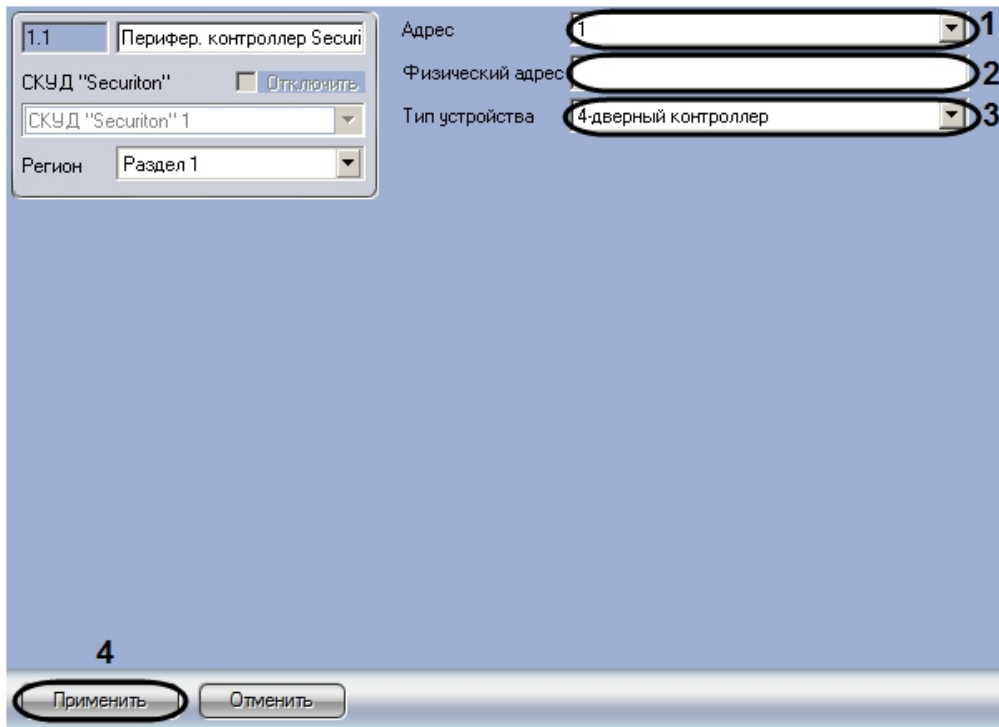 1.1 Перифер. контроллер Securi
СКУД "Securiton" Отключить
СКУД "Securiton" 1
Регион Раздел 1
Адрес 1 1
Физический адрес 2
Тип устройства 4-дверный контроллер 3
4
Применить Отменить